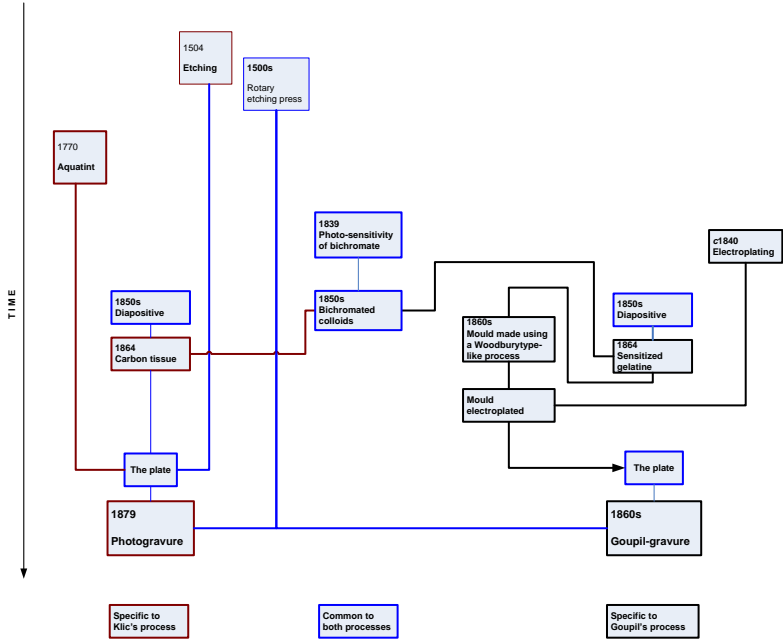 1504
Etching
1500s
Rotary
etching press
1770
Aquatint
1839
Photo-sensitivity
of bichromate
c1840
Electroplating
TIME
1850s
Diapositive
1850s
Bichromated
colloids
1850s
Diapositive
1860s
Mould made using
a Woodburytype-
like process
1864
Carbon tissue
1864
Sensitized
gelatine
Mould
electroplated
The plate
The plate
1879
Photogravure
1860s
Goupil-gravure
Specific to
Klic's process
Common to
both processes
Specific to
Goupil's process